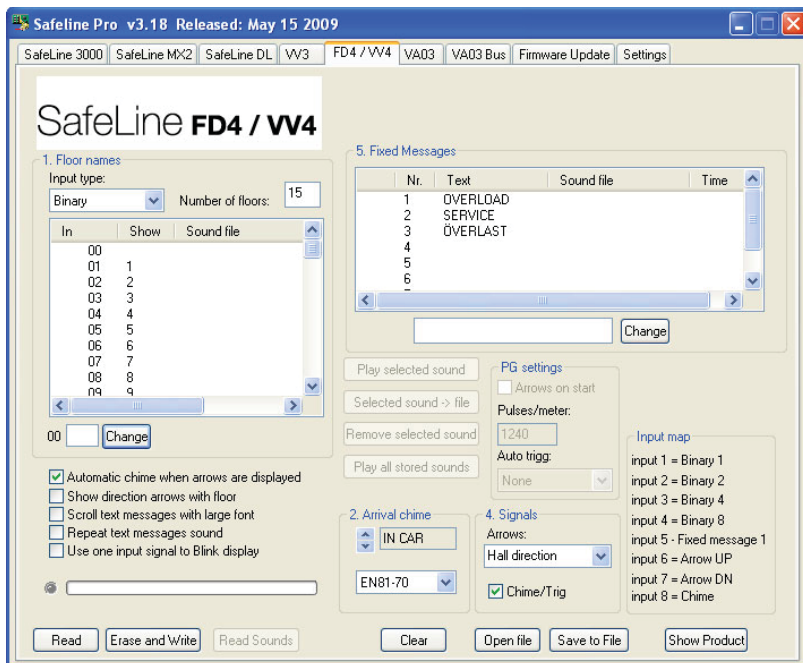 Safeline Pro v3.18 Released: May 15 2009
SafeLine 3000 SafeLine MX2 SafeLine DL VV3 FD4 / VV4 VA03 VA03 Bus Firmware Update Settings
SafeLine FD4 / VV4
1. Floor names
Input type:
Binary
Number of floors: 15
In Show Sound file
00
01 1
02 2
03 3
04 4
05 5
06 6
07 7
08 8
09 9
00 Change
Automatic chime when arrows are displayed
Show direction arrows with floor
Scroll text messages with large font
Repeat text messages sound
Use one input signal to Blink display
5. Fixed Messages
Nr. Text Sound file Time
1 OVERLOAD
2 SERVICE
3 ÖVERLAST
4
5
6
Change
Play selected sound
Selected sound -> file
Remove selected sound
Play all stored sounds
PG settings
Arrows on start
Pulses/meter:
1240
Auto trigg:
None
2. Arrival chime
IN CAR
EN81-70
4. Signals
Arrows:
Hall direction
Chime/Trig
Input map
input 1 = Binary 1
input 2 = Binary 2
input 3 = Binary 4
input 4 = Binary 8
input 5 - Fixed message 1
input 6 = Arrow UP
input 7 = Arrow DN
input 8 = Chime
Read Erase and Write Read Sounds Clear Open file Save to File Show Product